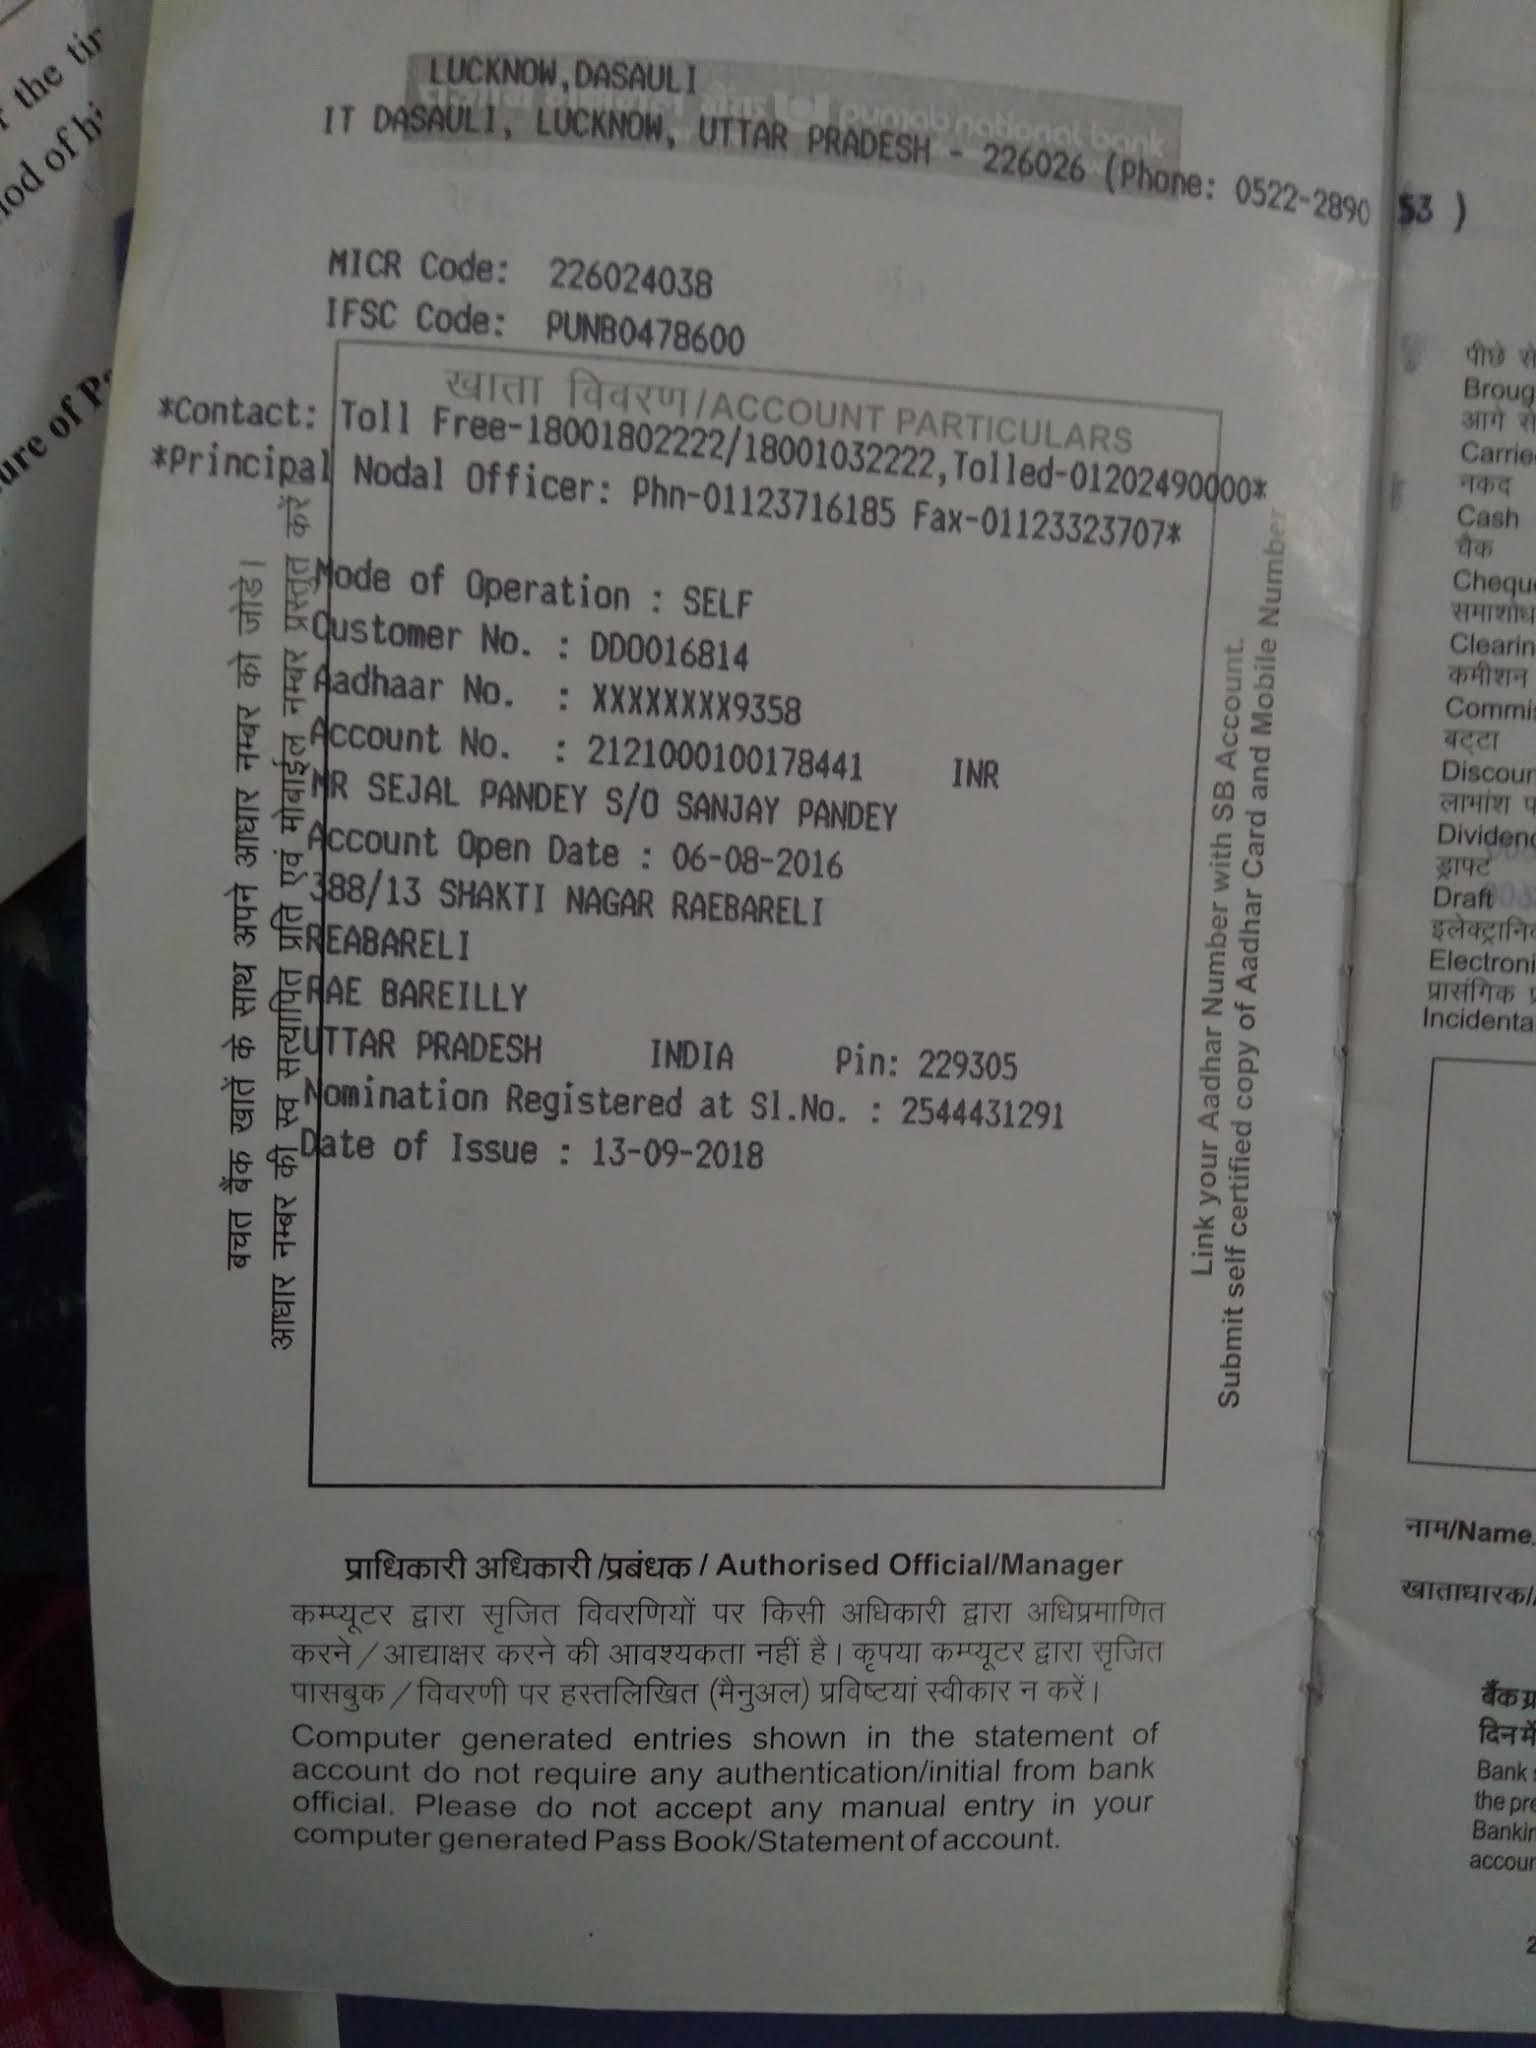 r the tir
iod of hi
ure of Pa
LUCKNOW,DASAULI
पंजाब नैशनल बैंक punjab national bank
IT DASAULI, LUCKNOW, UTTAR PRADESH - 226026 (Phone: 0522-2890 53 )
MICR Code: 226024038
IFSC Code: PUNB0478600
खाता विवरण/ACCOUNT PARTICULARS
*Contact: Toll Free-18001802222/18001032222,Tolled-01202490000*
*Principal Nodal Officer: Phn-01123716185 Fax-01123323707*
Mode of Operation : SELF
Customer No. : DD0016814
Aadhaar No. : XXXXXXXX9358
Account No. : 2121000100178441 INR
MR SEJAL PANDEY S/O SANJAY PANDEY
Account Open Date : 06-08-2016
388/13 SHAKTI NAGAR RAEBARELI
REABARELI
RAE BAREILLY
UTTAR PRADESH INDIA Pin: 229305
Nomination Registered at Sl.No. : 2544431291
Date of Issue : 13-09-2018
बचत बैंक खाते के साथ अपने आधार नम्बर को जोडे।
आधार नम्बर की स्व सत्यापित प्रति एवं मोबाईल नम्बर प्रस्तुत करें
Link your Aadhar Number with SB Account.
Submit self certified copy of Aadhar Card and Mobile Number
प्राधिकारी अधिकारी/प्रबंधक / Authorised Official/Manager
कम्प्यूटर द्वारा सृजित विवरणियों पर किसी अधिकारी द्वारा अधिप्रमाणित
करने / आद्याक्षर करने की आवश्यकता नहीं है। कृपया कम्प्यूटर द्वारा सृजित
पासबुक / विवरणी पर हस्तलिखित (मैनुअल) प्रविष्टियां स्वीकार न करें।
Computer generated entries shown in the statement of
account do not require any authentication/initial from bank
official. Please do not accept any manual entry in your
computer generated Pass Book/Statement of account.
पीछे से
Broug
आगे से
Carrie
नकद
Cash
चैक
Cheque
समाशोध
Clearin
कमीशन
Commis
बट्टा
Discour
लाभांश प
Dividend
ड्राफ्ट
Draft
इलेक्ट्रानि
Electroni
प्रासंगिक प्र
Incidenta
नाम/Name.
खाताधारक/
बैंक ग्र
दिन में
Bank s
the pre
Bankin
accoun
2